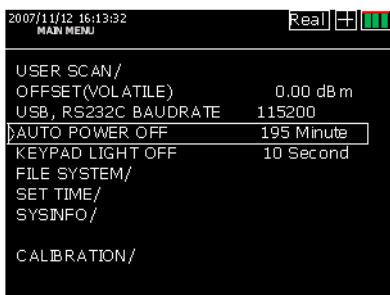 2007/11/12 16:13:32 Real
MAIN MENU
USER SCAN/
OFFSET(VOLATILE) 0.00 dBm
USB, RS232C BAUDRATE 115200
AUTO POWER OFF 195 Minute
KEYPAD LIGHT OFF 10 Second
FILE SYSTEM/
SET TIME/
SYSINFO/
CALIBRATION/